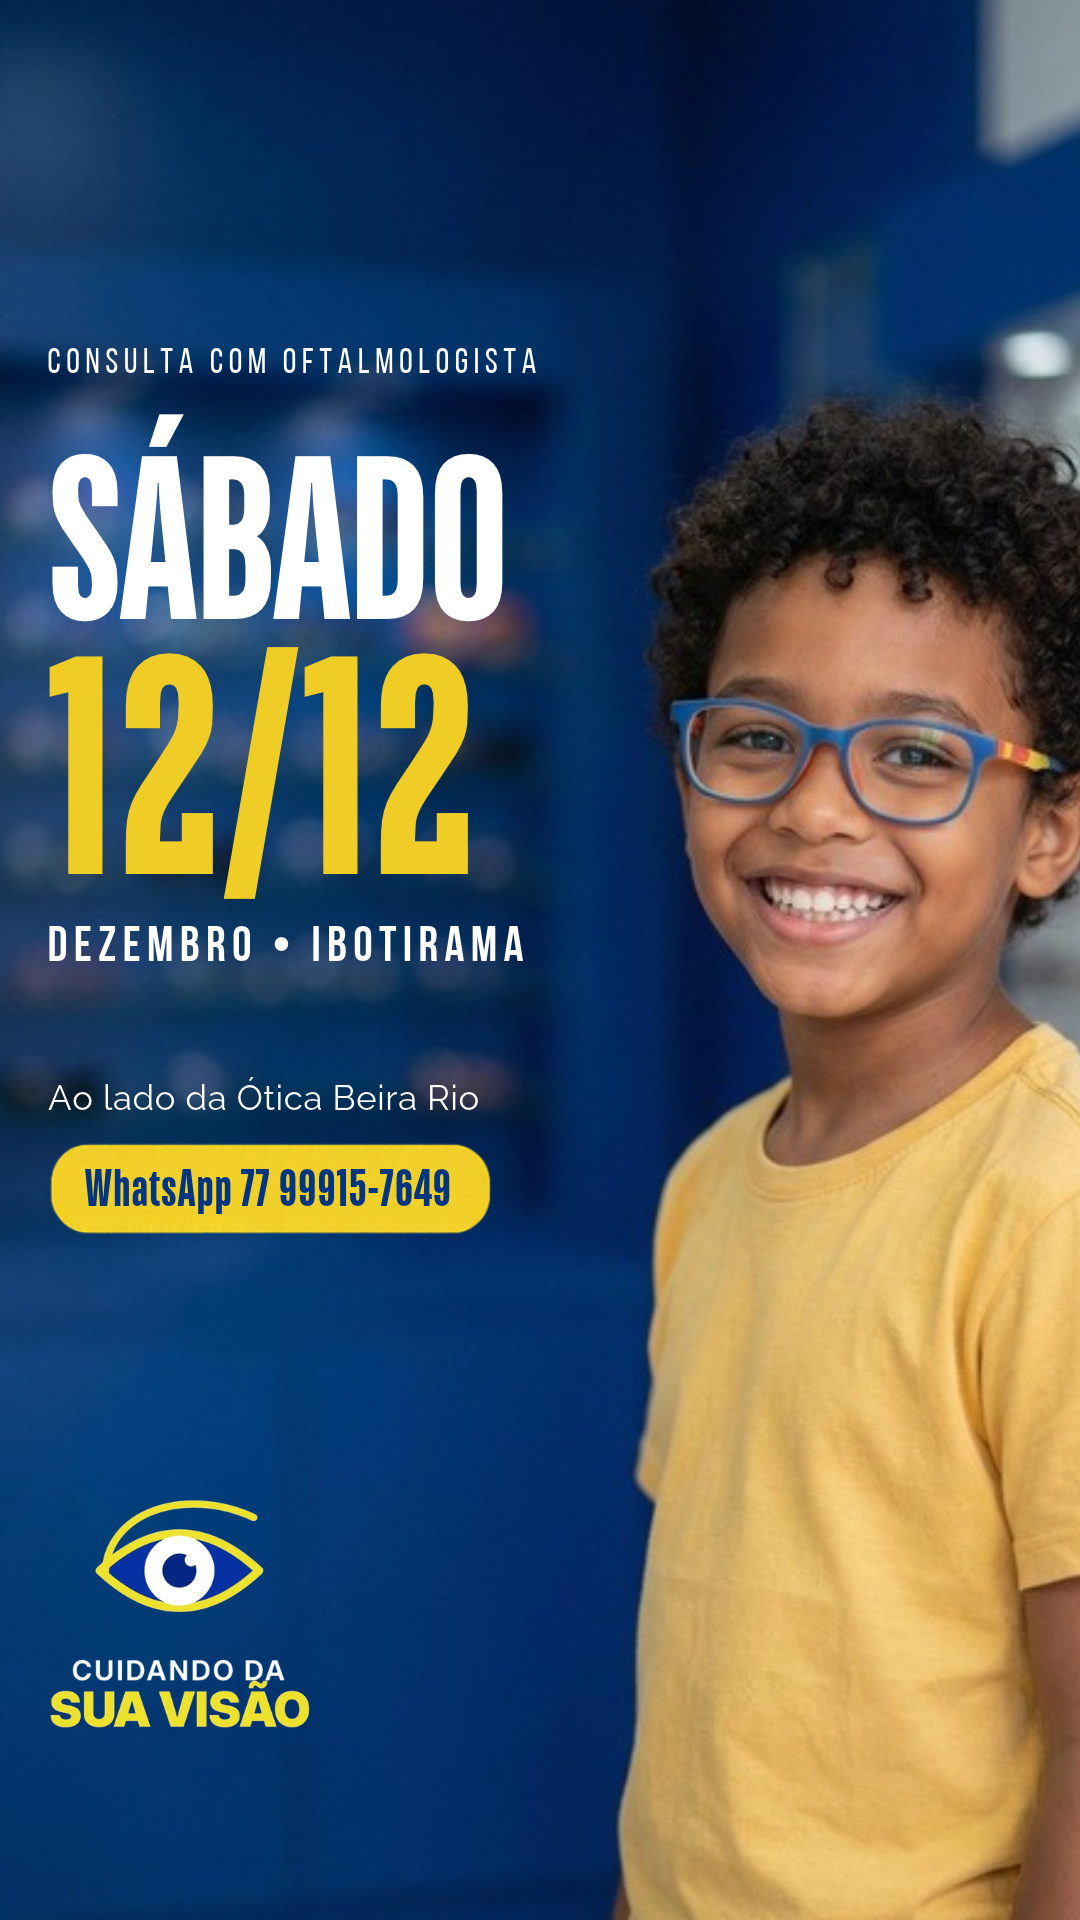 CONSULTA COM OFTALMOLOGISTA
SÁBADO
12/12
DEZEMBRO • IBOTIRAMA
Ao lado da Ótica Beira Rio
WhatsApp 77 99915-7649
CUIDANDO DA
SUA VISÃO